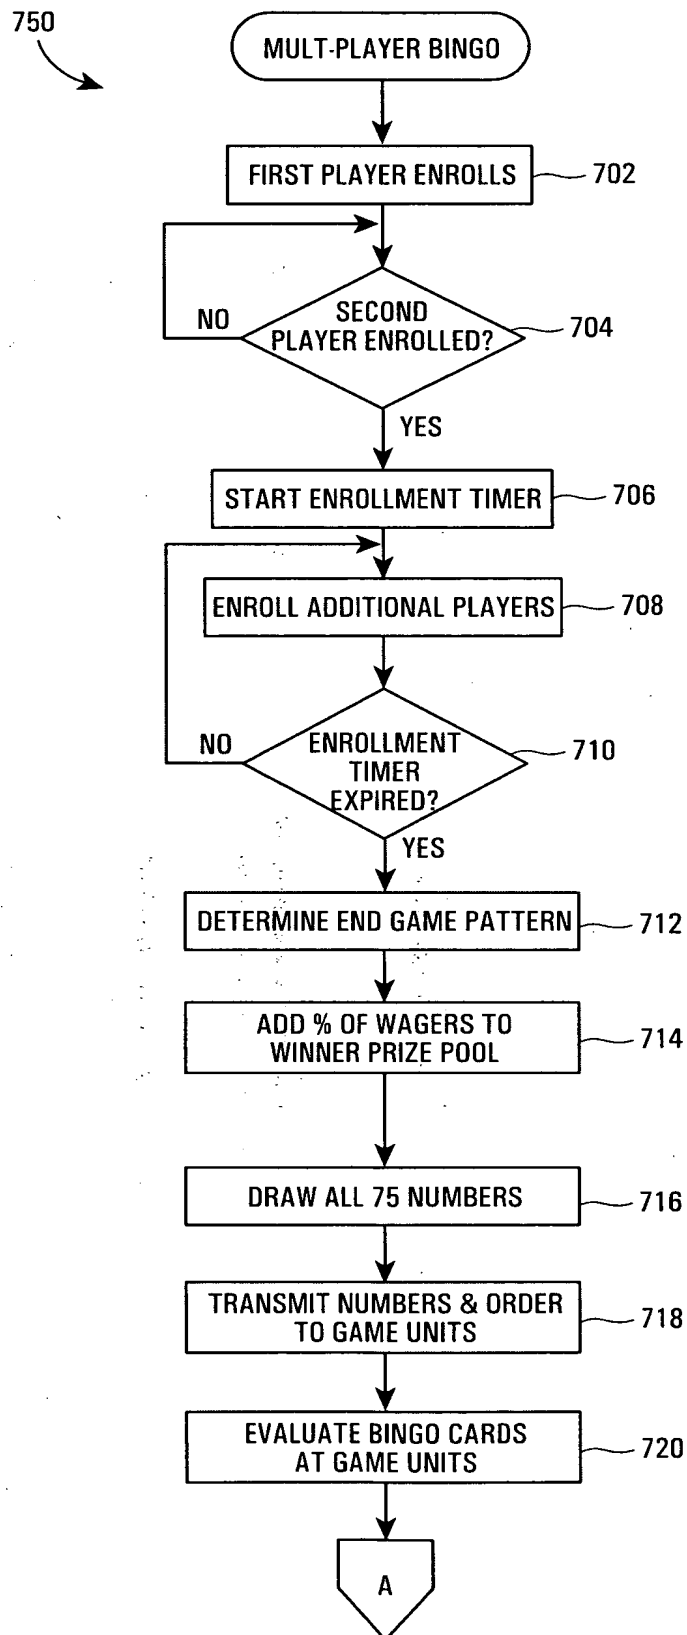 750
MULT-PLAYER BINGO
FIRST PLAYER ENROLLS
702
SECOND
PLAYER ENROLLED?
704
NO
YES
START ENROLLMENT TIMER
706
ENROLL ADDITIONAL PLAYERS
708
NO
ENROLLMENT
TIMER
EXPIRED?
710
YES
DETERMINE END GAME PATTERN
712
ADD % OF WAGERS TO
WINNER PRIZE POOL
714
DRAW ALL 75 NUMBERS
716
TRANSMIT NUMBERS & ORDER
TO GAME UNITS
718
EVALUATE BINGO CARDS
AT GAME UNITS
720
A